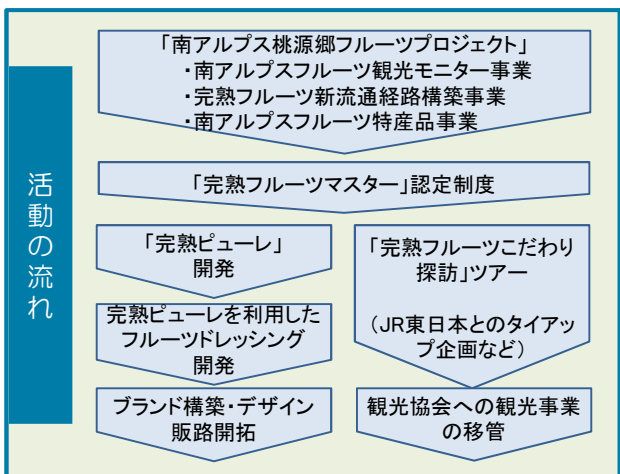 活動の流れ
「南アルプス桃源郷フルーツプロジェクト」
・南アルプスフルーツ観光モニター事業
・完熟フルーツ新流通経路構築事業
・南アルプスフルーツ特産品事業
「完熟フルーツマスター」認定制度
「完熟ピューレ」
開発
完熟ピューレを利用した
フルーツドレッシング
開発
ブランド構築・デザイン
販路開拓
「完熟フルーツこだわり
探訪」ツアー
（JR東日本とのタイアッ
プ企画など）
観光協会への観光事業
の移管